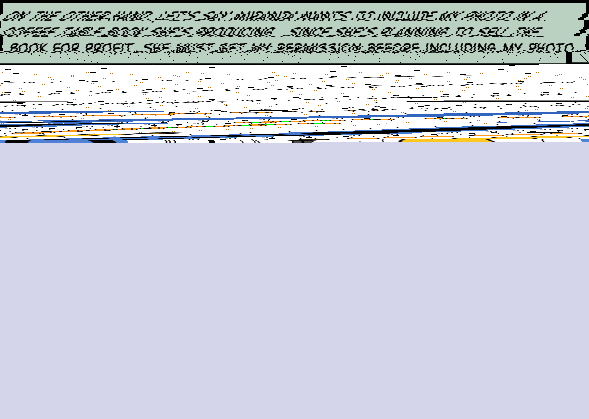 ON THE OTHER HAND, LET'S SAY WANTS TO INCLUDE MY PHOTO IN A
COFFEE TABLE BOOK SHE'S PRODUCING. SINCE SHE'S PLANNING TO SELL THE
BOOK FOR PROFIT, SHE MUST GET MY PERMISSION BEFORE INCLUDING MY PHOTO.